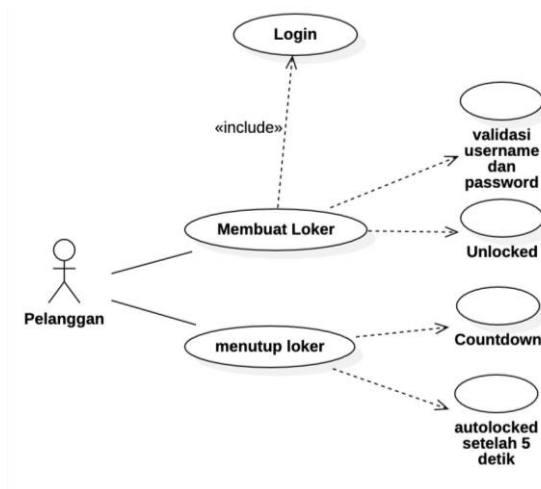 Login
«include»
validasi
username
dan
password
Membuat Loker
Unlocked
Pelanggan
Countdown
menutup loker
autolocked
setelah 5
detik